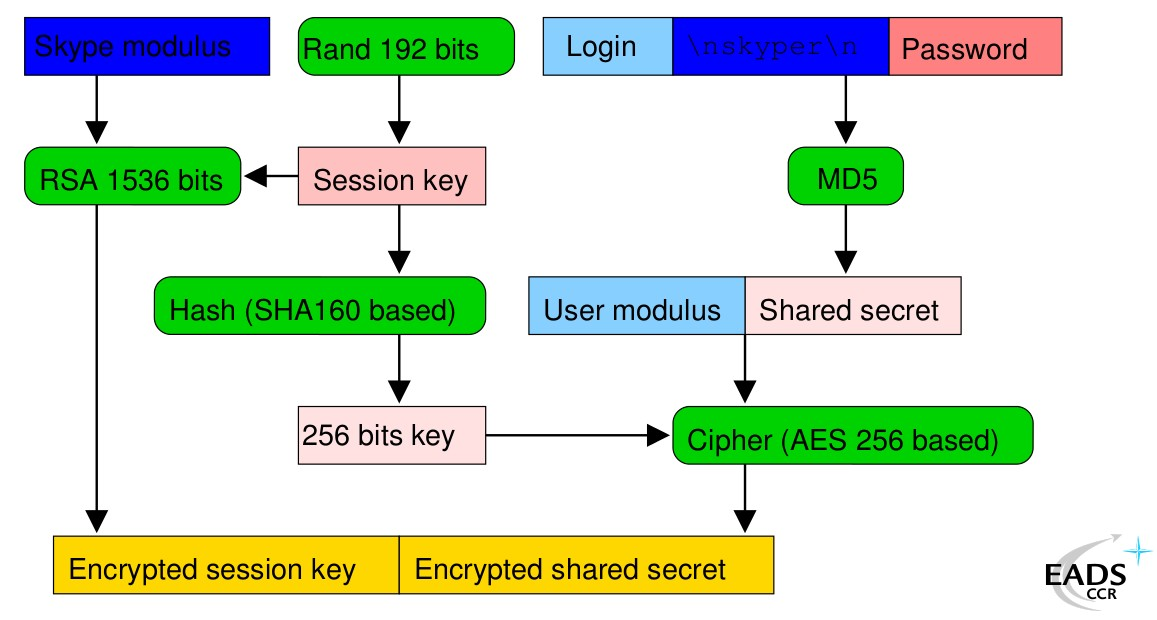 Skype modulus
Rand 192 bits
Login
\nskyper\n
Password
RSA 1536 bits
Session key
MD5
Hash (SHA160 based)
User modulus
Shared secret
256 bits key
Cipher (AES 256 based)
Encrypted session key
Encrypted shared secret
EADS
CCR